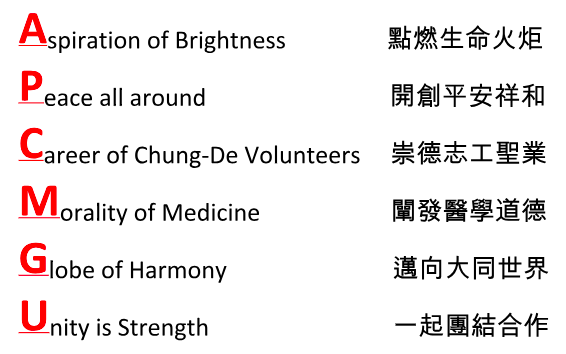 Aspiration of Brightness 點燃生命火炬
Peace all around 開創平安祥和
Career of Chung-De Volunteers 崇德志工聖業
Morality of Medicine 闡發醫學道德
Globe of Harmony 邁向大同世界
Unity is Strength 一起團結合作